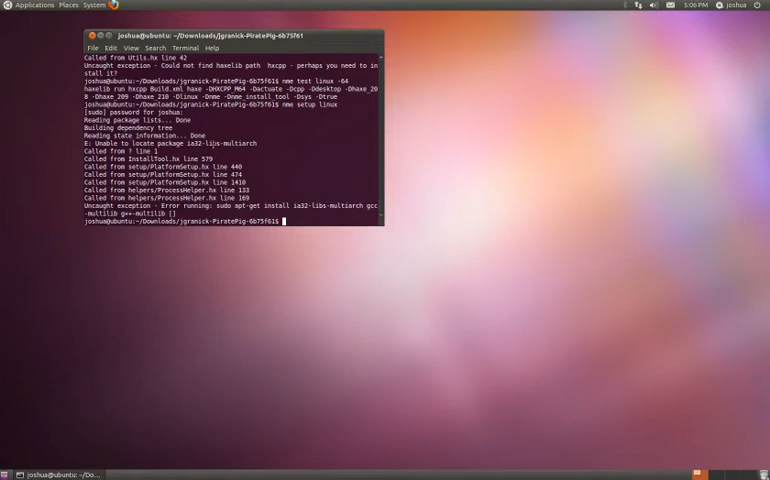 Applications Places System
5:06 PM joshua
joshua@ubuntu: ~/Downloads/jgranick-PiratePig-6b75f61
File Edit View Search Terminal Help
Called from Utils.hx line 42
Uncaught exception - Could not find haxelib path  hxcpp - perhaps you need to in
stall it?
joshua@ubuntu:~/Downloads/jgranick-PiratePig-6b75f61$ nme test linux -64
haxelib run hxcpp Build.xml haxe -DHXCPP_M64 -Dactuate -Dcpp -Ddesktop -Dhaxe_20
8 -Dhaxe_209 -Dhaxe_210 -Dlinux -Dnme -Dnme_install_tool -Dsys -Dtrue
joshua@ubuntu:~/Downloads/jgranick-PiratePig-6b75f61$ nme setup linux
[sudo] password for joshua:
Reading package lists... Done
Building dependency tree
Reading state information... Done
E: Unable to locate package ia32-libs-multiarch
Called from ? line 1
Called from InstallTool.hx line 579
Called from setup/PlatformSetup.hx line 440
Called from setup/PlatformSetup.hx line 474
Called from setup/PlatformSetup.hx line 1410
Called from helpers/ProcessHelper.hx line 133
Called from helpers/ProcessHelper.hx line 169
Uncaught exception - Error running: sudo apt-get install ia32-libs-multiarch gcc
-multilib g++-multilib []
joshua@ubuntu:~/Downloads/jgranick-PiratePig-6b75f61$
joshua@ubuntu: ~/Do...